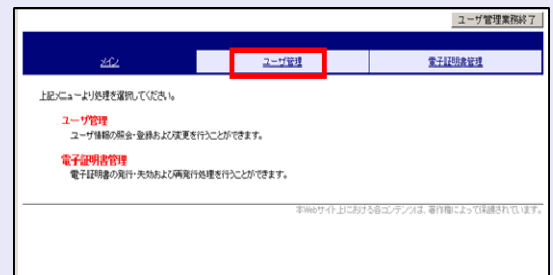 ユーザ管理業務終了
メイン ユーザ管理 電子証明書管理
上記メニューより処理を選択してください。
ユーザ管理
ユーザ情報の照会・登録および変更を行うことができます。
電子証明書管理
電子証明書の発行・失効および再発行処理を行うことができます。
本Webサイト上における各コンテンツは、著作権によって保護されています。